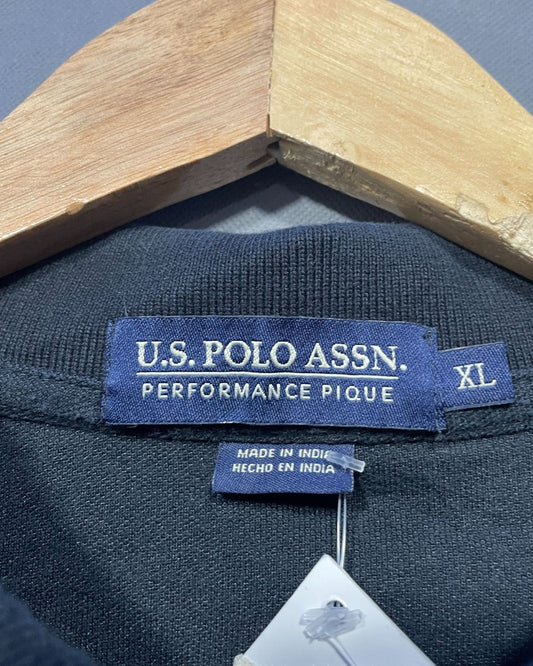 U.S. POLO ASSN.
PERFORMANCE PIQUE
XL
MADE IN INDIA
HECHO EN INDIA